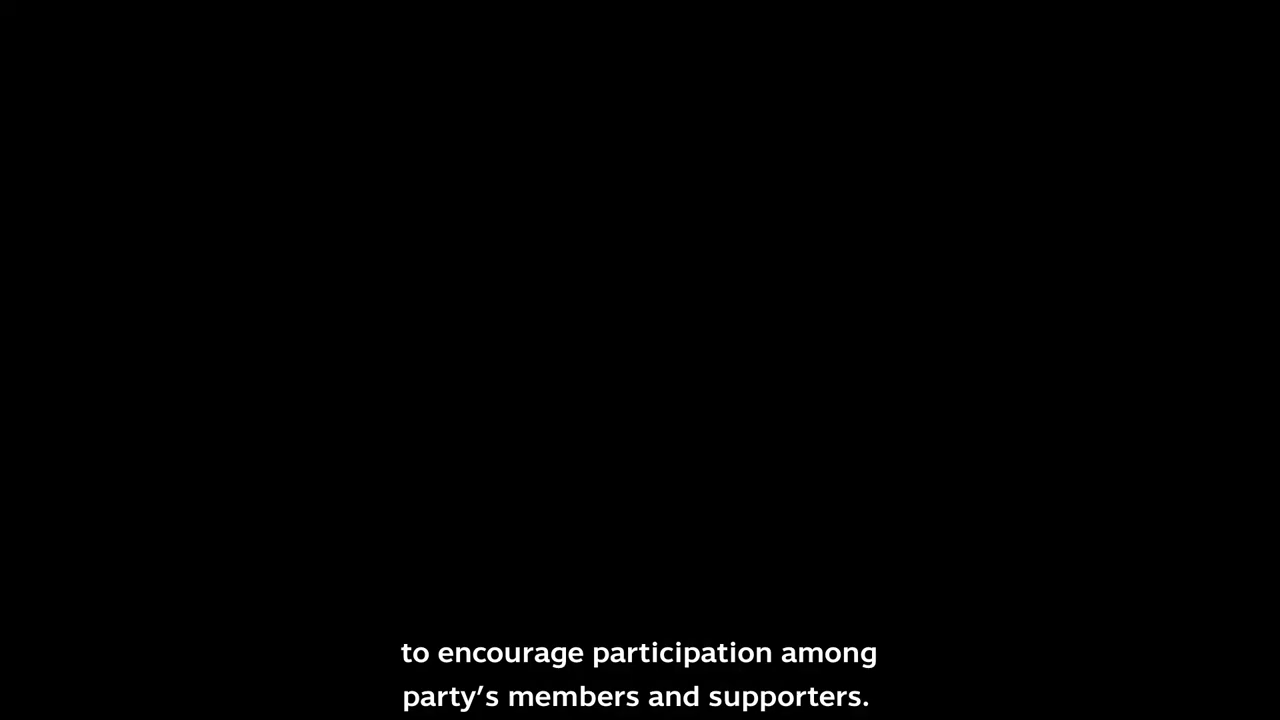 to encourage participation among
party’s members and supporters.